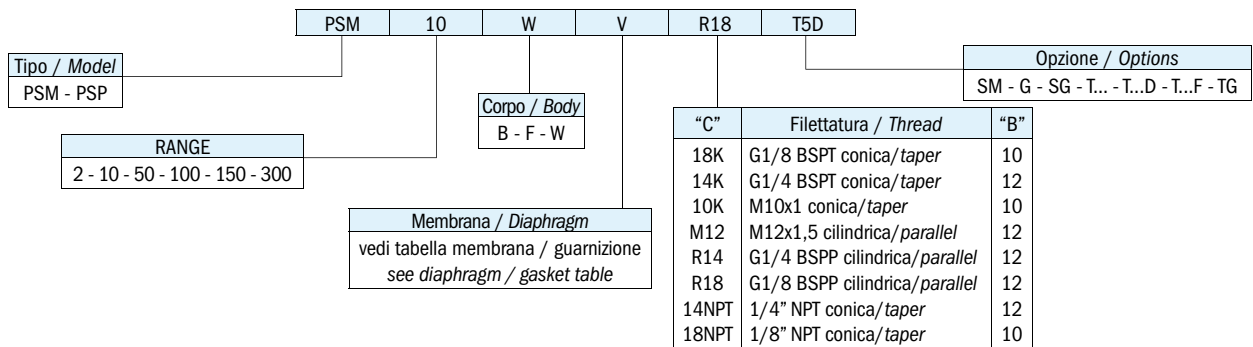 PSM 10 W V R18 T5D
Tipo / Model
PSM - PSP
Opzione / Options
SM - G - SG - T... - T...D - T...F - TG
Corpo / Body
B - F - W
RANGE
2 - 10 - 50 - 100 - 150 - 300
Membrana / Diaphragm
vedi tabella membrana / guarnizione
see diaphragm / gasket table
“C” Filettatura / Thread “B”
18K G1/8 BSPT conica/taper 10
14K G1/4 BSPT conica/taper 12
10K M10x1 conica/taper 10
M12 M12x1,5 cilindrica/parallel 12
R14 G1/4 BSPP cilindrica/parallel 12
R18 G1/8 BSPP cilindrica/parallel 12
14NPT 1/4” NPT conica/taper 12
18NPT 1/8” NPT conica/taper 10